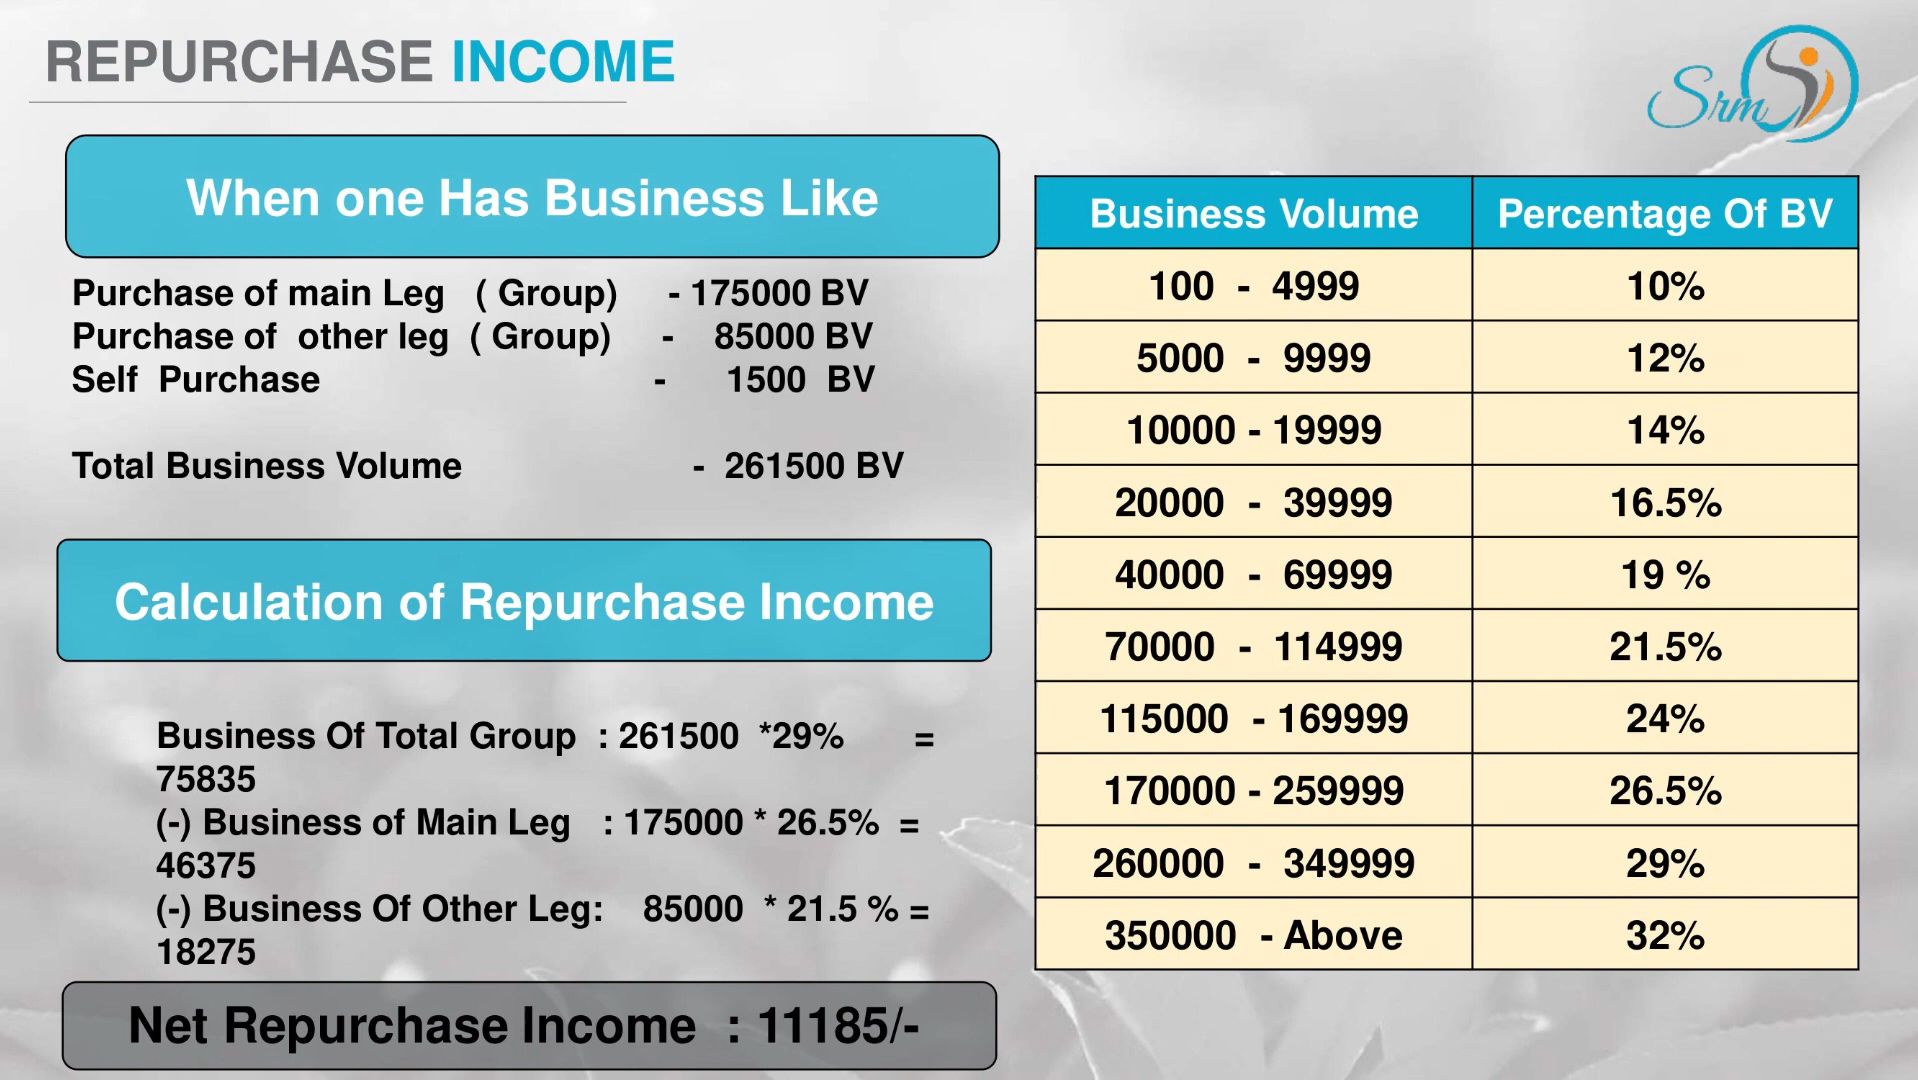 REPURCHASE INCOME
Srm
When one Has Business Like
Purchase of main Leg ( Group) - 175000 BV
Purchase of other leg ( Group) - 85000 BV
Self Purchase - 1500 BV
Total Business Volume - 261500 BV
Calculation of Repurchase Income
Business Of Total Group : 261500 *29% =
75835
(-) Business of Main Leg : 175000 * 26.5% =
46375
(-) Business Of Other Leg: 85000 * 21.5 % =
18275
Net Repurchase Income : 11185/-
Business Volume Percentage Of BV
100 - 4999 10%
5000 - 9999 12%
10000 - 19999 14%
20000 - 39999 16.5%
40000 - 69999 19 %
70000 - 114999 21.5%
115000 - 169999 24%
170000 - 259999 26.5%
260000 - 349999 29%
350000 - Above 32%